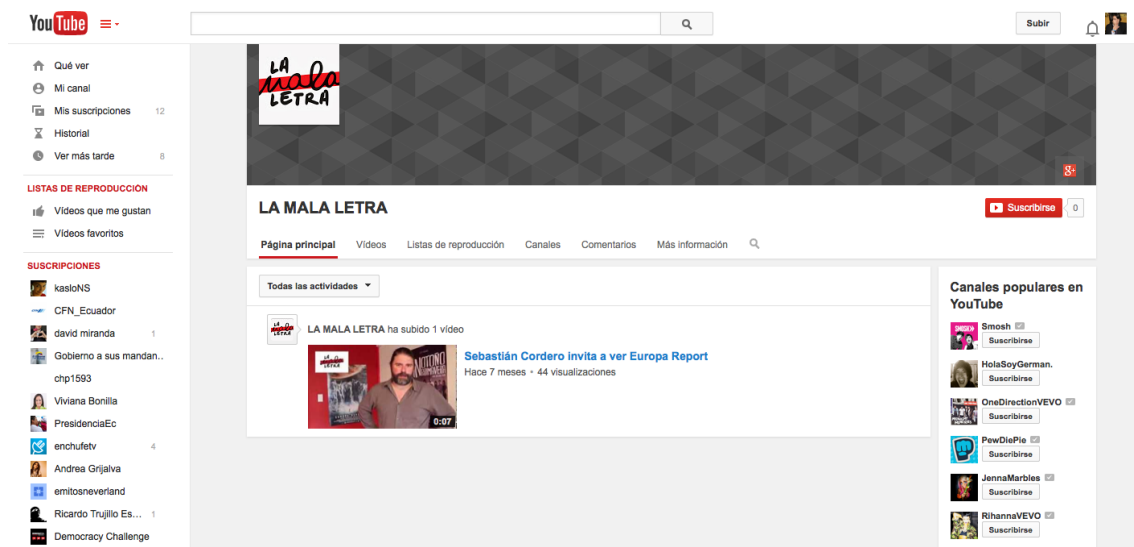 YouTube
Subir
Qué ver
Mi canal
Mis suscripciones 12
Historial
Ver más tarde 8
LISTAS DE REPRODUCCIÓN
Vídeos que me gustan
Vídeos favoritos
SUSCRIPCIONES
kasloNS
CFN_Ecuador
david miranda 1
Gobierno a sus mandan..
chp1593
Viviana Bonilla
PresidenciaEc
enchufetv 4
Andrea Grijalva
emitosneverland
Ricardo Trujillo Es... 1
Democracy Challenge
LA
mala
LETRA
g+
LA MALA LETRA
Suscribirse 0
Página principal Vídeos Listas de reproducción Canales Comentarios Más información
Todas las actividades
LA MALA LETRA ha subido 1 vídeo
Sebastián Cordero invita a ver Europa Report
Hace 7 meses • 44 visualizaciones
0:07
Canales populares en
YouTube
Smosh
Suscribirse
HolaSoyGerman.
Suscribirse
OneDirectionVEVO
Suscribirse
PewDiePie
Suscribirse
JennaMarbles
Suscribirse
RihannaVEVO
Suscribirse